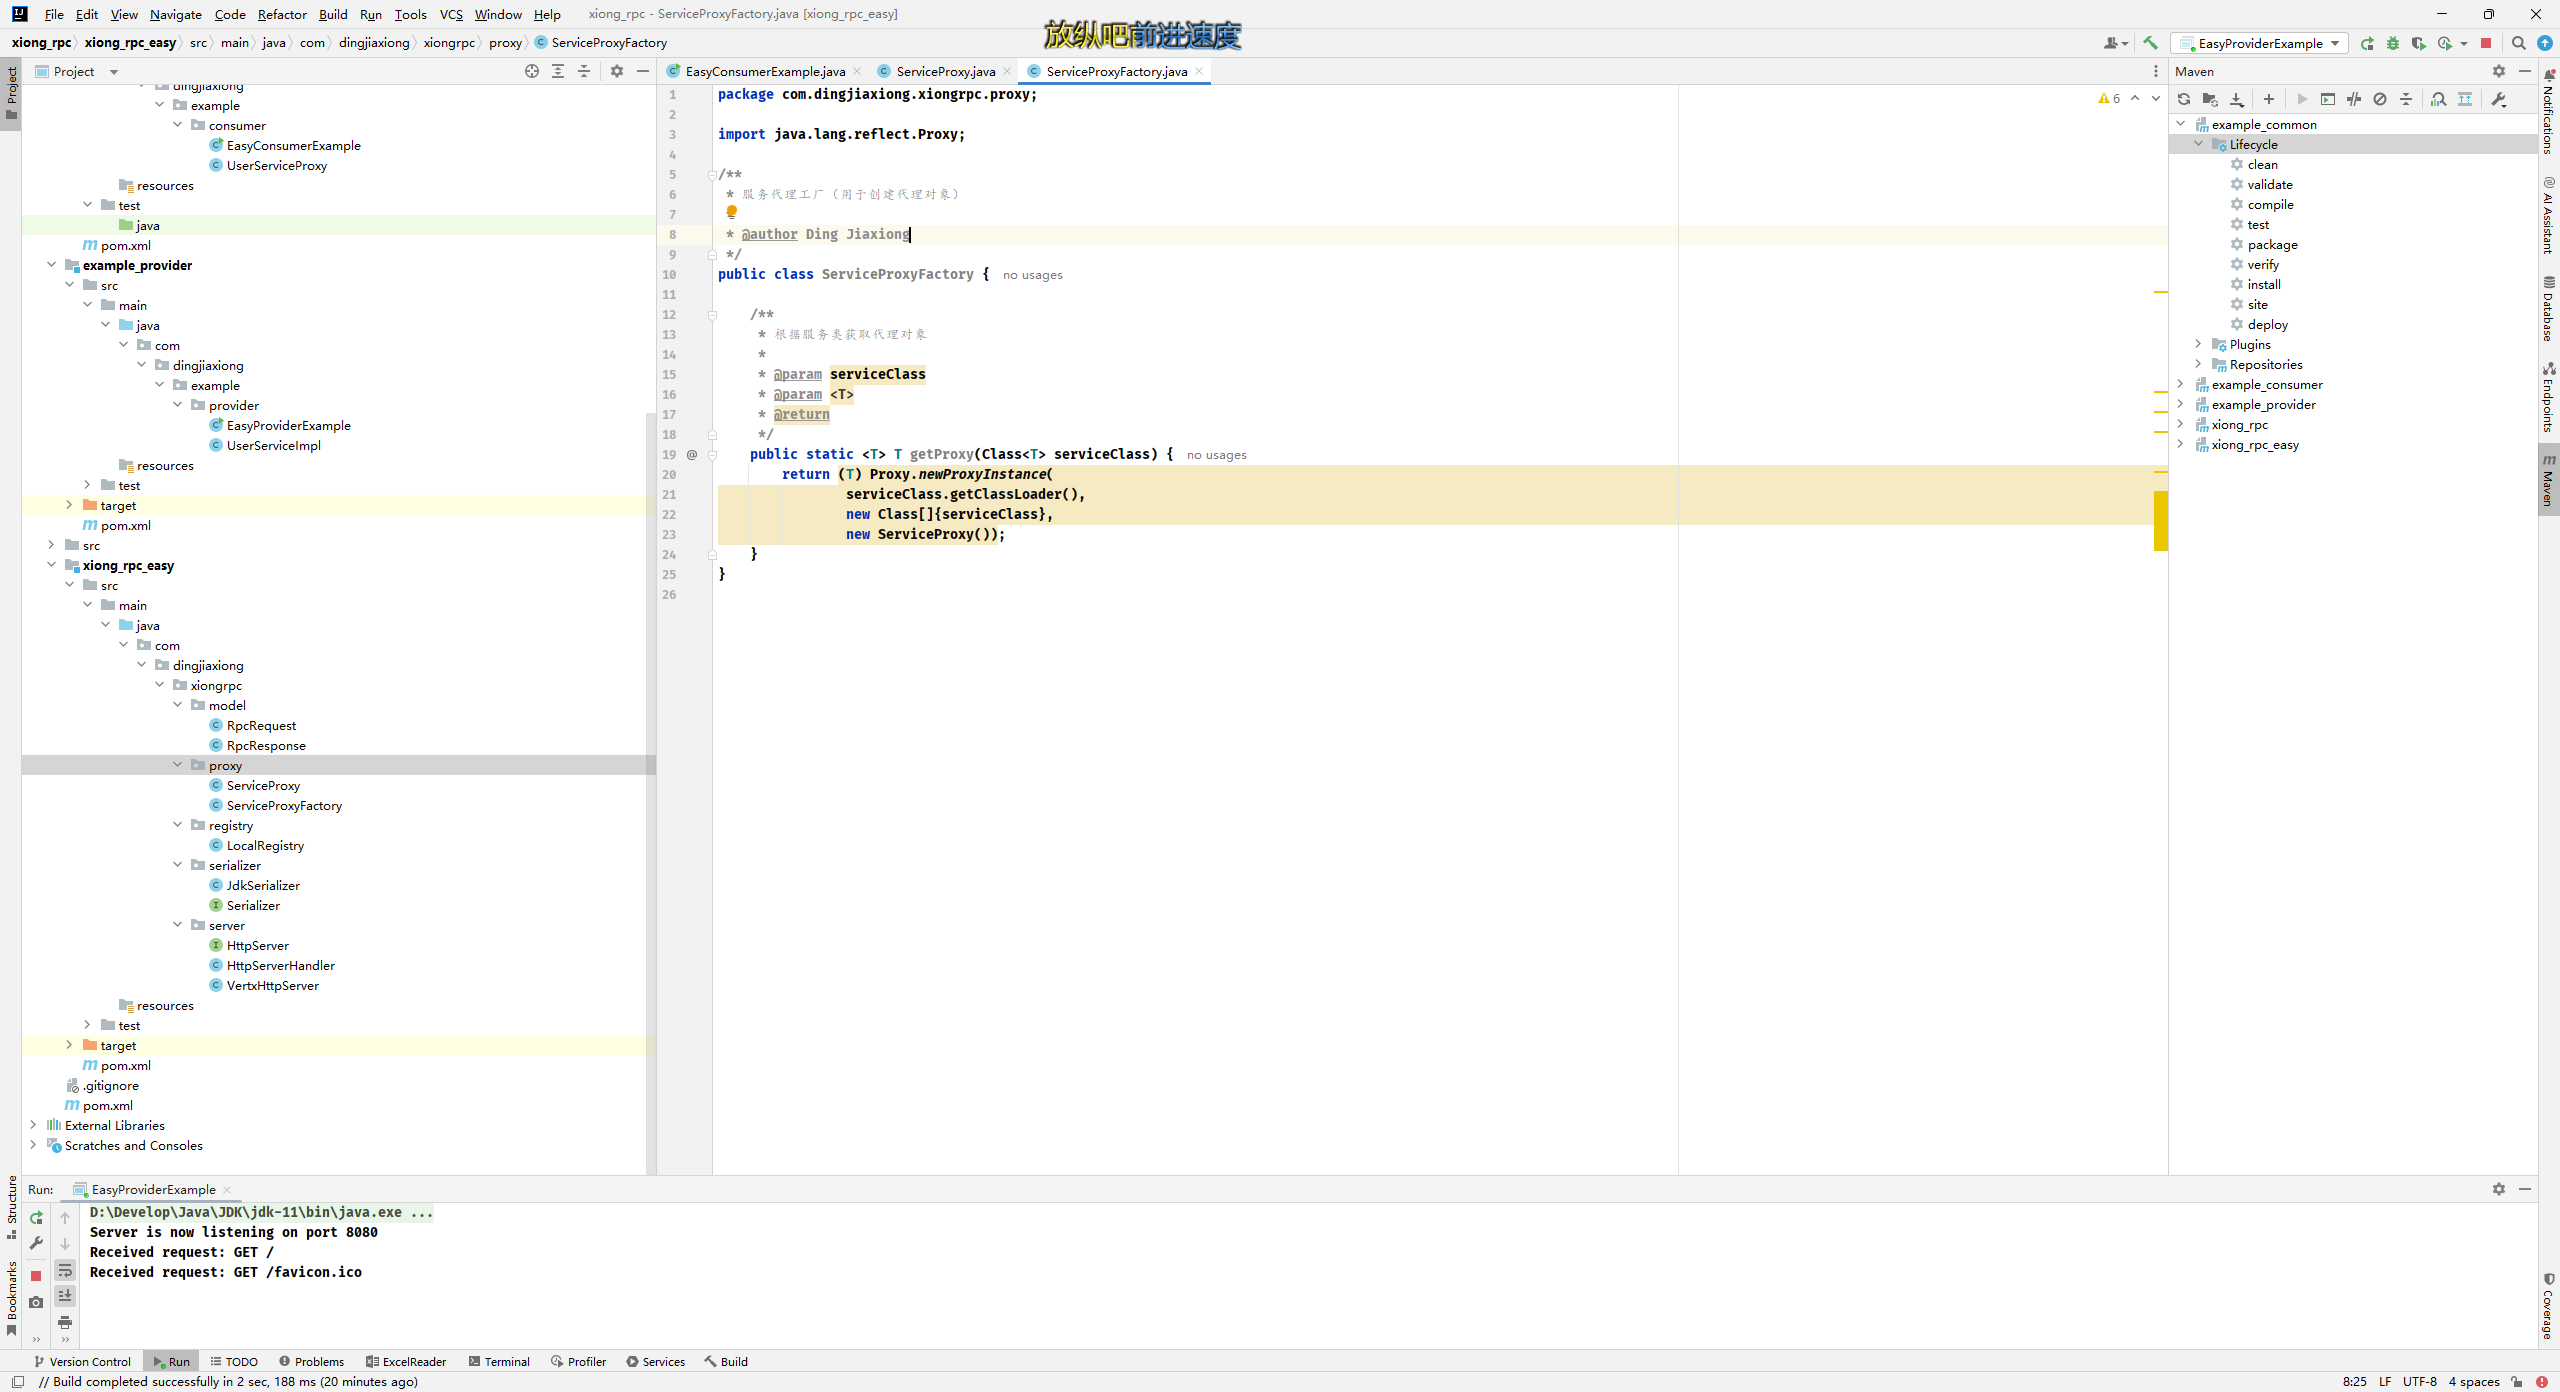 File Edit View Navigate Code Refactor Build Run Tools VCS Window Help xiong_rpc - ServiceProxyFactory.java [xiong_rpc_easy]
放纵吧前进速度
xiong_rpc xiong_rpc_easy src main java com dingjiaxiong xiongrpc proxy ServiceProxyFactory EasyProviderExample
Project
EasyConsumerExample.java ServiceProxy.java ServiceProxyFactory.java
Maven
Project
dingjiaxiong
example
consumer
EasyConsumerExample
UserServiceProxy
resources
test
java
pom.xml
example_provider
src
main
java
com
dingjiaxiong
example
provider
EasyProviderExample
UserServiceImpl
resources
test
target
pom.xml
src
xiong_rpc_easy
src
main
java
com
dingjiaxiong
xiongrpc
model
RpcRequest
RpcResponse
proxy
ServiceProxy
ServiceProxyFactory
registry
LocalRegistry
serializer
JdkSerializer
Serializer
server
HttpServer
HttpServerHandler
VertxHttpServer
resources
test
target
pom.xml
.gitignore
pom.xml
External Libraries
Scratches and Consoles
Structure
Bookmarks
6
1 package com.dingjiaxiong.xiongrpc.proxy;
2
3 import java.lang.reflect.Proxy;
4
5 /**
6 * 服务代理工厂（用于创建代理对象）
7
8 * @author Ding Jiaxiong
9 */
10 public class ServiceProxyFactory { no usages
11
12 /**
13 * 根据服务类获取代理对象
14 *
15 * @param serviceClass
16 * @param <T>
17 * @return
18 */
19 @ public static <T> T getProxy(Class<T> serviceClass) { no usages
20 return (T) Proxy.newProxyInstance(
21 serviceClass.getClassLoader(),
22 new Class[]{serviceClass},
23 new ServiceProxy());
24 }
25 }
26
example_common
Lifecycle
clean
validate
compile
test
package
verify
install
site
deploy
Plugins
Repositories
example_consumer
example_provider
xiong_rpc
xiong_rpc_easy
Notifications
AI Assistant
Database
Endpoints
Maven
Coverage
Run: EasyProviderExample
D:\Develop\Java\JDK\jdk-11\bin\java.exe ...
Server is now listening on port 8080
Received request: GET /
Received request: GET /favicon.ico
Version Control Run TODO Problems ExcelReader Terminal Profiler Services Build
// Build completed successfully in 2 sec, 188 ms (20 minutes ago) 8:25 LF UTF-8 4 spaces